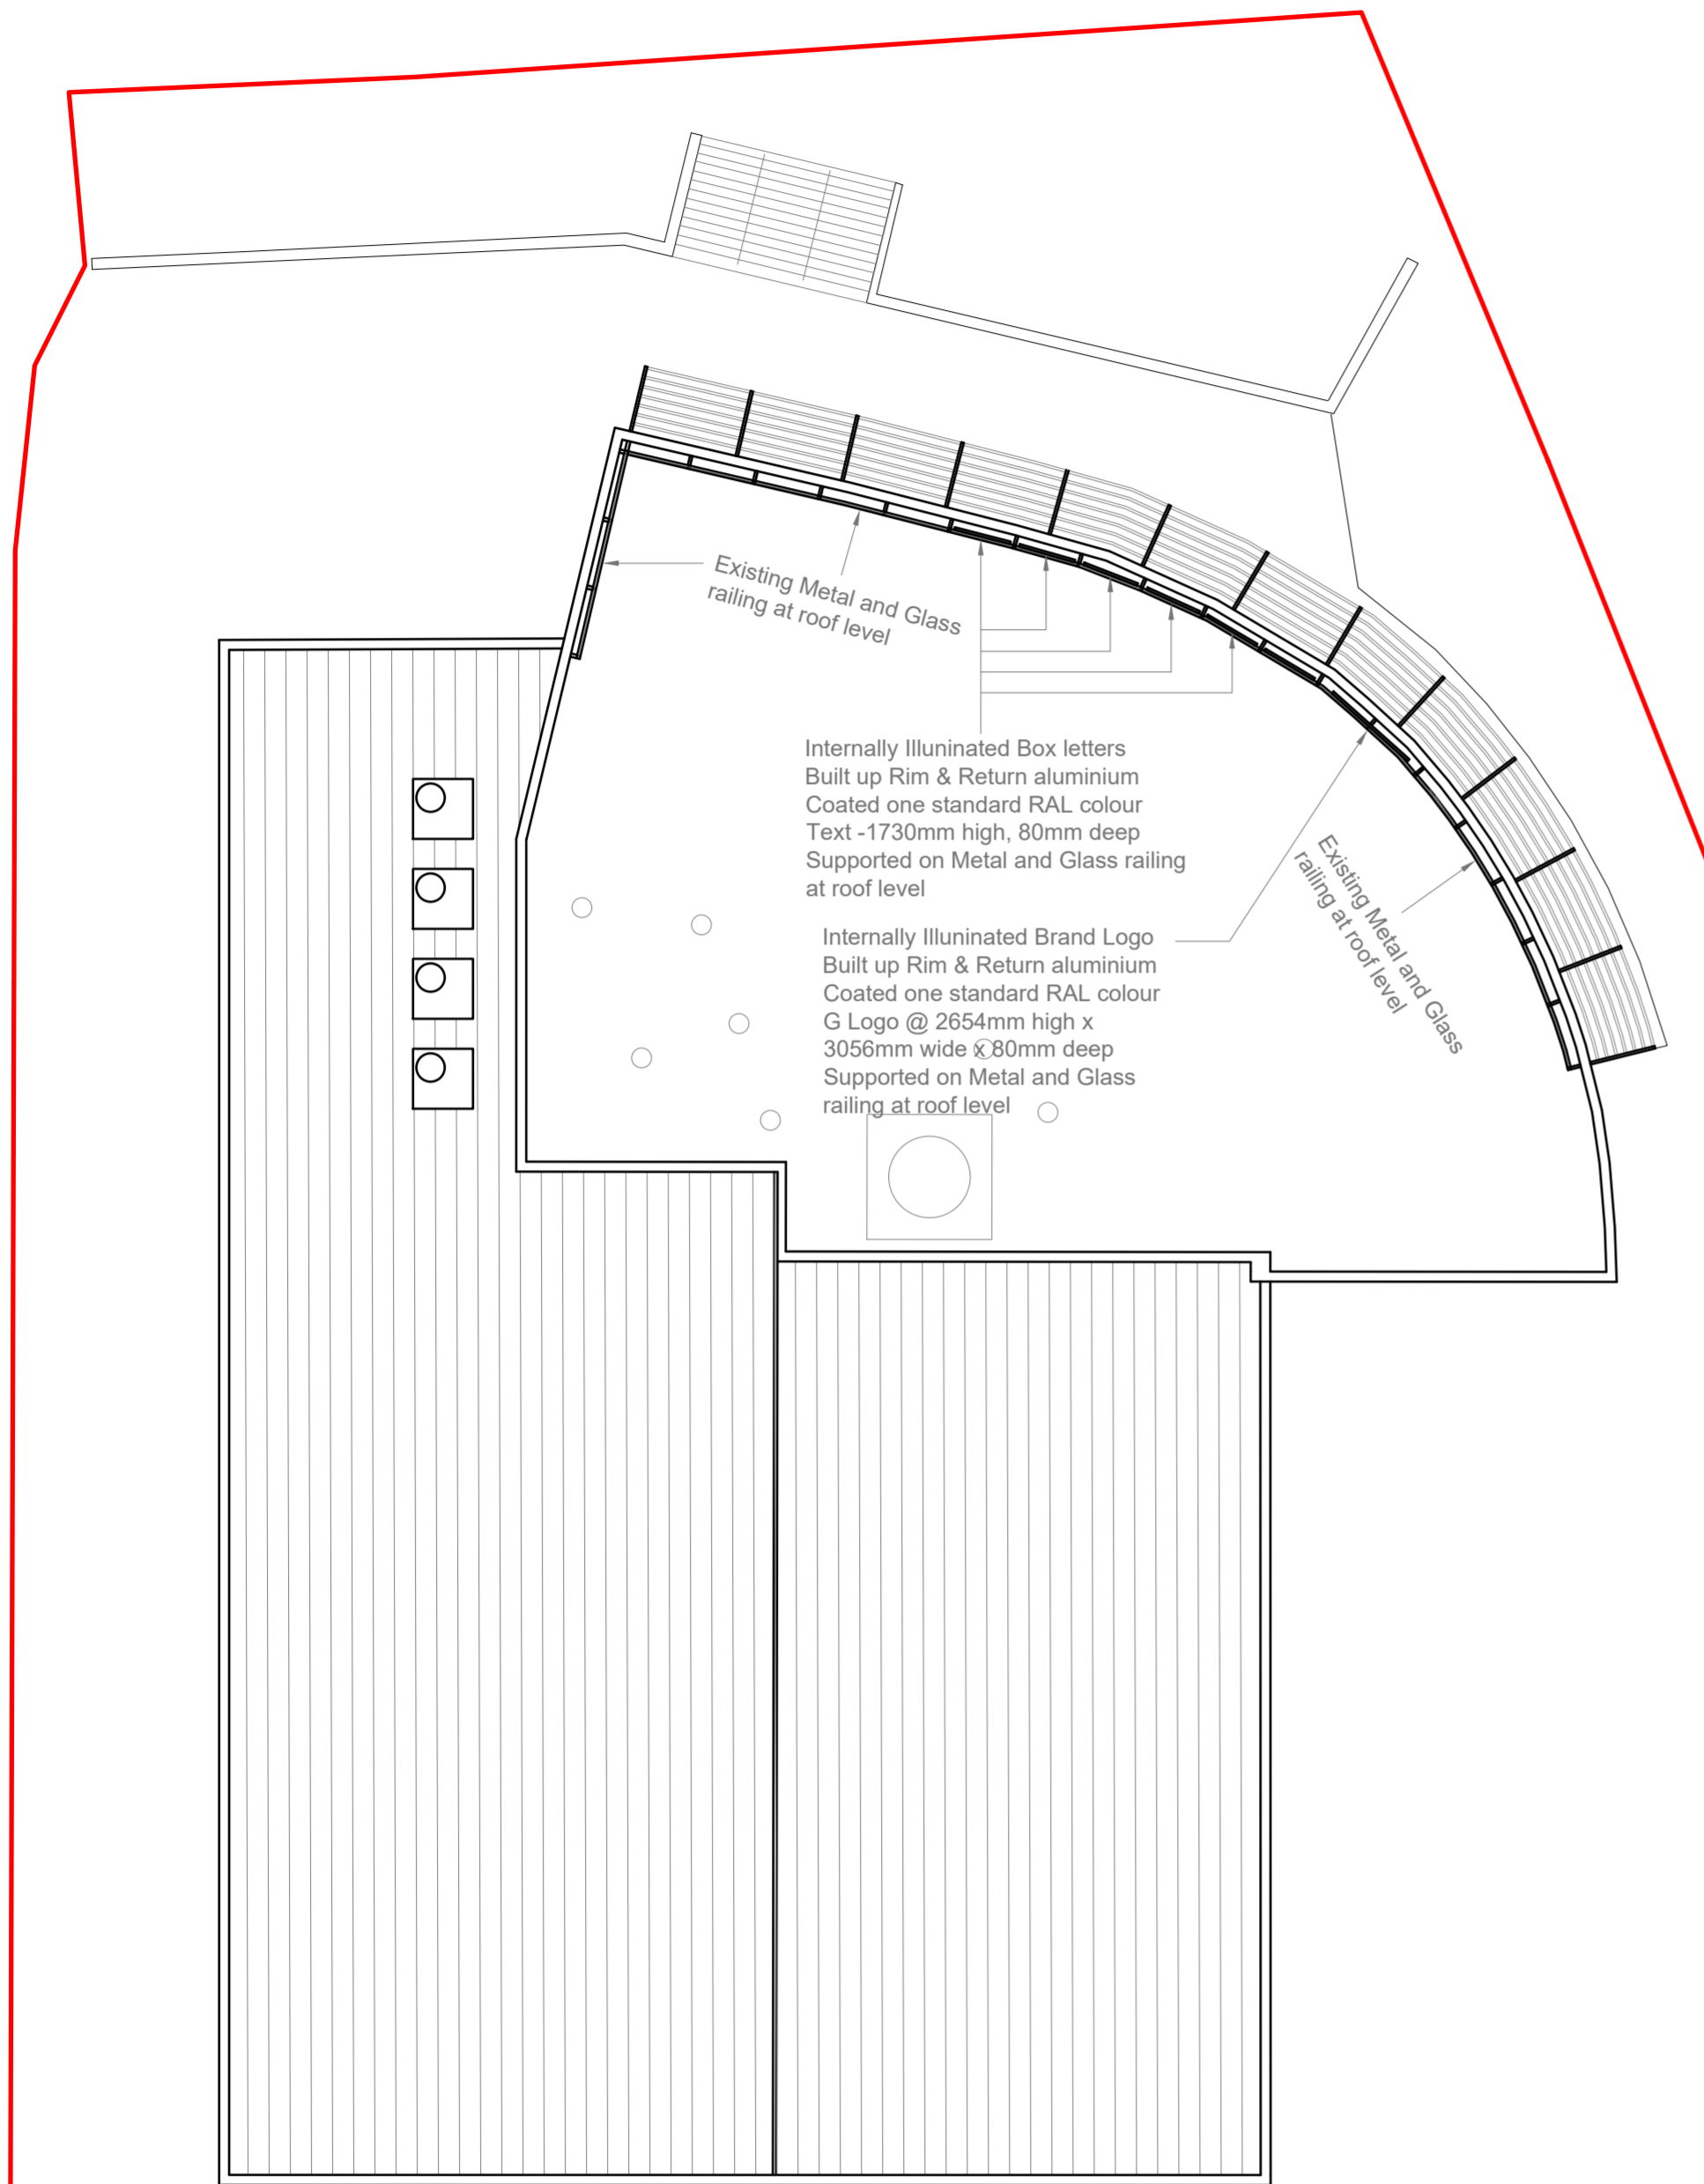 Existing Metal and Glass
railing at roof level
Internally Illuninated Box letters
Built up Rim & Return aluminium
Coated one standard RAL colour
Text -1730mm high, 80mm deep
Supported on Metal and Glass railing
at roof level
Internally Illuninated Brand Logo
Built up Rim & Return aluminium
Coated one standard RAL colour
G Logo @ 2654mm high x
3056mm wide x 80mm deep
Supported on Metal and Glass
railing at roof level
Existing Metal and Glass
railing at roof level